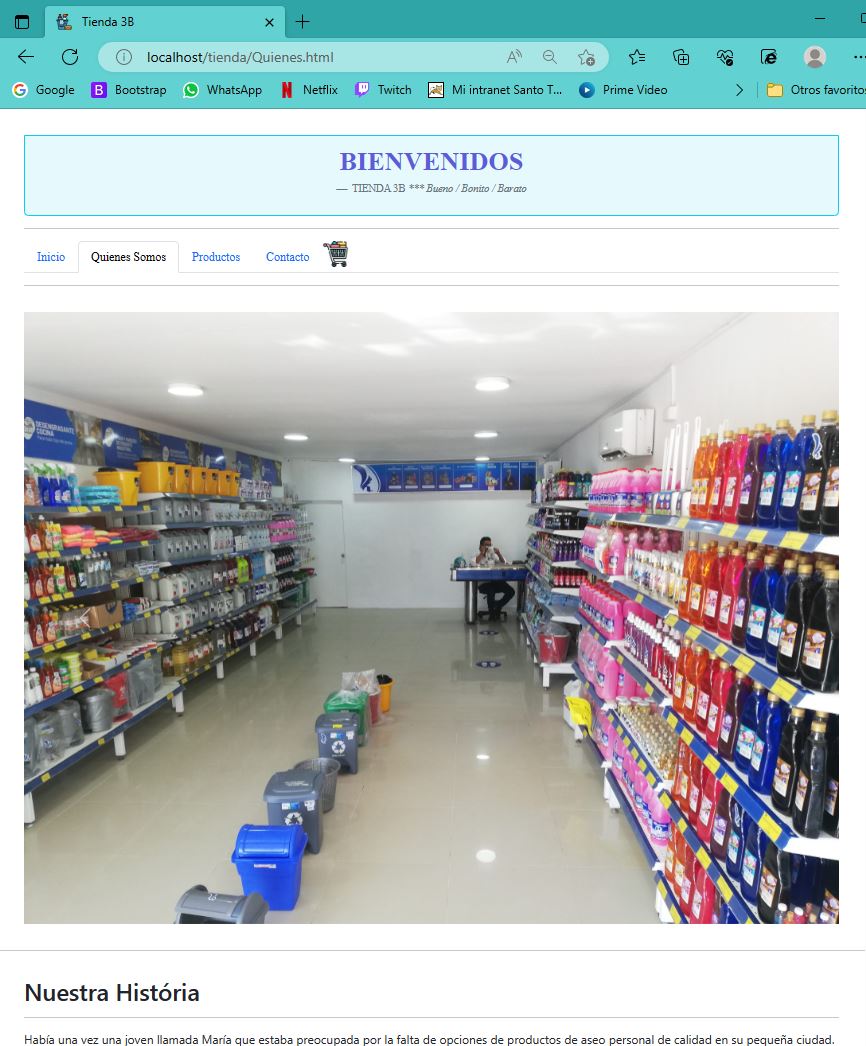 Tienda 3B
localhost/tienda/Quienes.html
Google Bootstrap WhatsApp Netflix Twitch Mi intranet Santo T... Prime Video Otros favoritos
BIENVENIDOS
— TIENDA 3B *** Bueno / Bonito / Barato
Inicio Quienes Somos Productos Contacto
DESENGRASANTE
COCINA
Nuestra História
Había una vez una joven llamada María que estaba preocupada por la falta de opciones de productos de aseo personal de calidad en su pequeña ciudad.